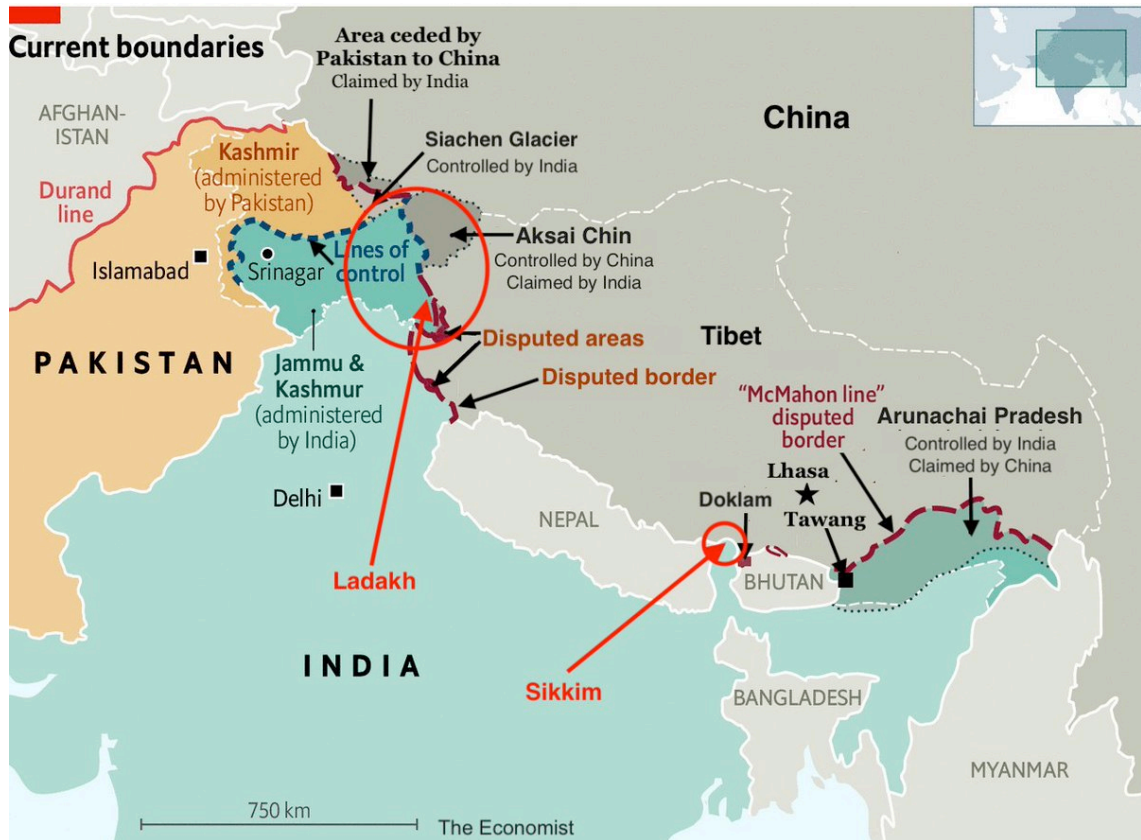 Current boundaries
Area ceded by
Pakistan to China
Claimed by India
AFGHAN-
ISTAN
China
Siachen Glacier
Controlled by India
Kashmir
(administered
by Pakistan)
Durand
line
Aksai Chin
Controlled by China
Claimed by India
Lines of
control
Islamabad
Srinagar
Disputed areas
Tibet
PAKISTAN
Jammu &
Kashmur
(administered
by India)
Disputed border
"McMahon line"
disputed
border
Arunachai Pradesh
Controlled by India
Claimed by China
Lhasa
Delhi
Doklam
Tawang
NEPAL
Ladakh
BHUTAN
INDIA
Sikkim
BANGLADESH
MYANMAR
750 km
The Economist